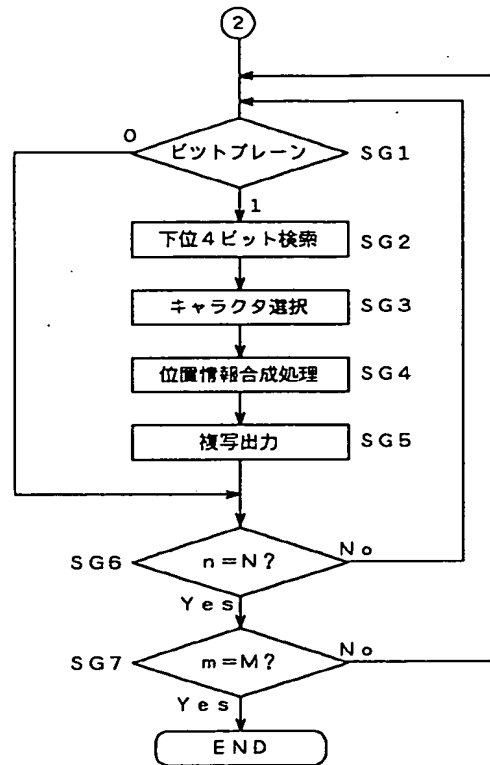 2
0
ビットプレーン SG1
1
下位4ビット検索 SG2
キャラクタ選択 SG3
位置情報合成処理 SG4
複写出力 SG5
SG6 n=N? No
Yes
SG7 m=M? No
Yes
END